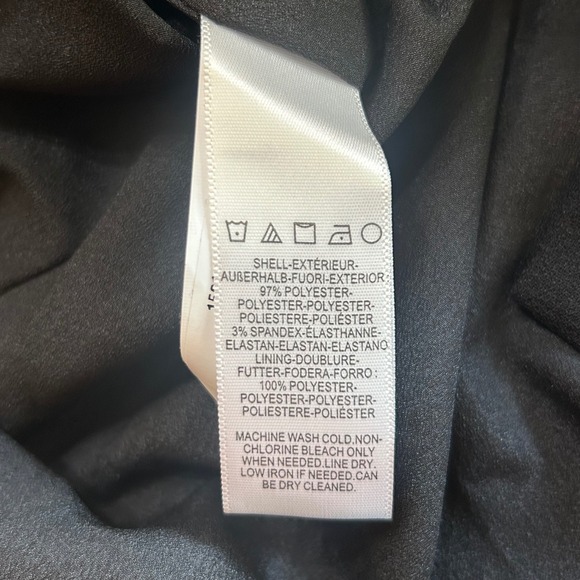 SHELL-EXTÉRIEUR-
AUßERHALB-FUORI-EXTERIOR
97% POLYESTER-
POLYESTER-POLYESTER-
POLIESTERE-POLIÉSTER
3% SPANDEX-ÉLASTHANNE-
ELASTAN-ELASTAN-ELASTANO
LINING-DOUBLURE-
FUTTER-FODERA-FORRO :
100% POLYESTER-
POLYESTER-POLYESTER-
POLIESTERE-POLIÉSTER
MACHINE WASH COLD.NON-
CHLORINE BLEACH ONLY
WHEN NEEDED.LINE DRY.
LOW IRON IF NEEDED.CAN
BE DRY CLEANED.